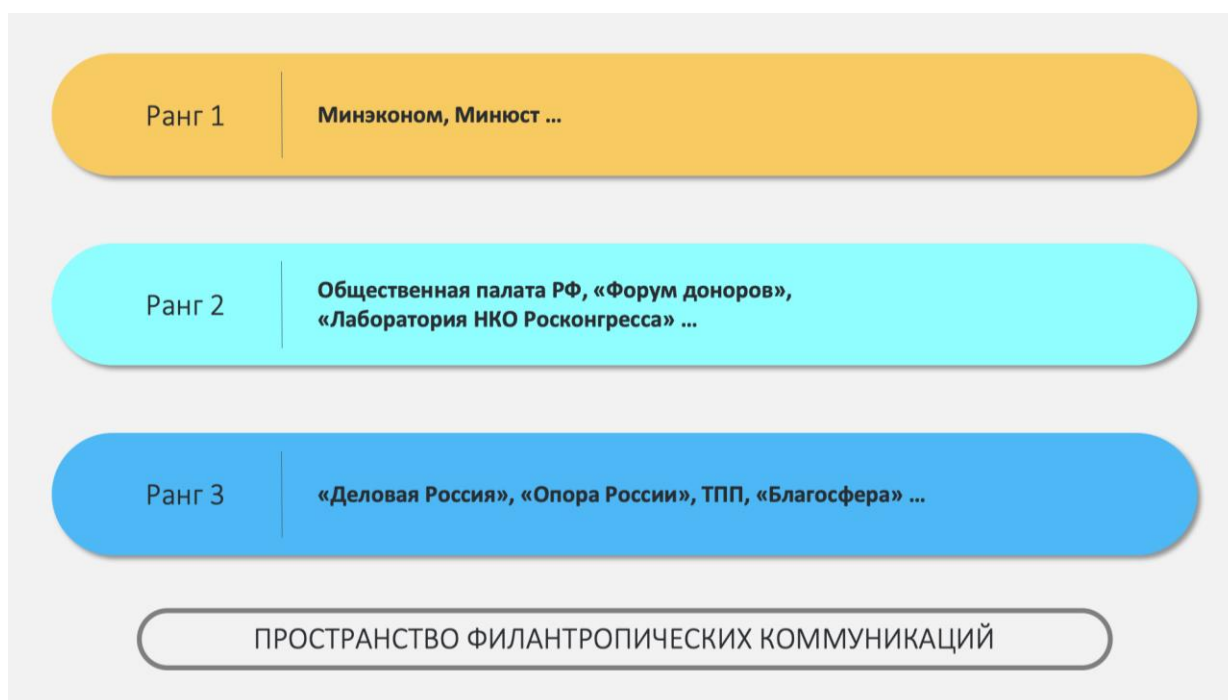 Ранг 1
Минэконом, Минюст ...
Ранг 2
Общественная палата РФ, «Форум доноров»,
«Лаборатория НКО Росконгресса» ...
Ранг 3
«Деловая Россия», «Опора России», ТПП, «Благосфера» ...
ПРОСТРАНСТВО ФИЛАНТРОПИЧЕСКИХ КОММУНИКАЦИЙ